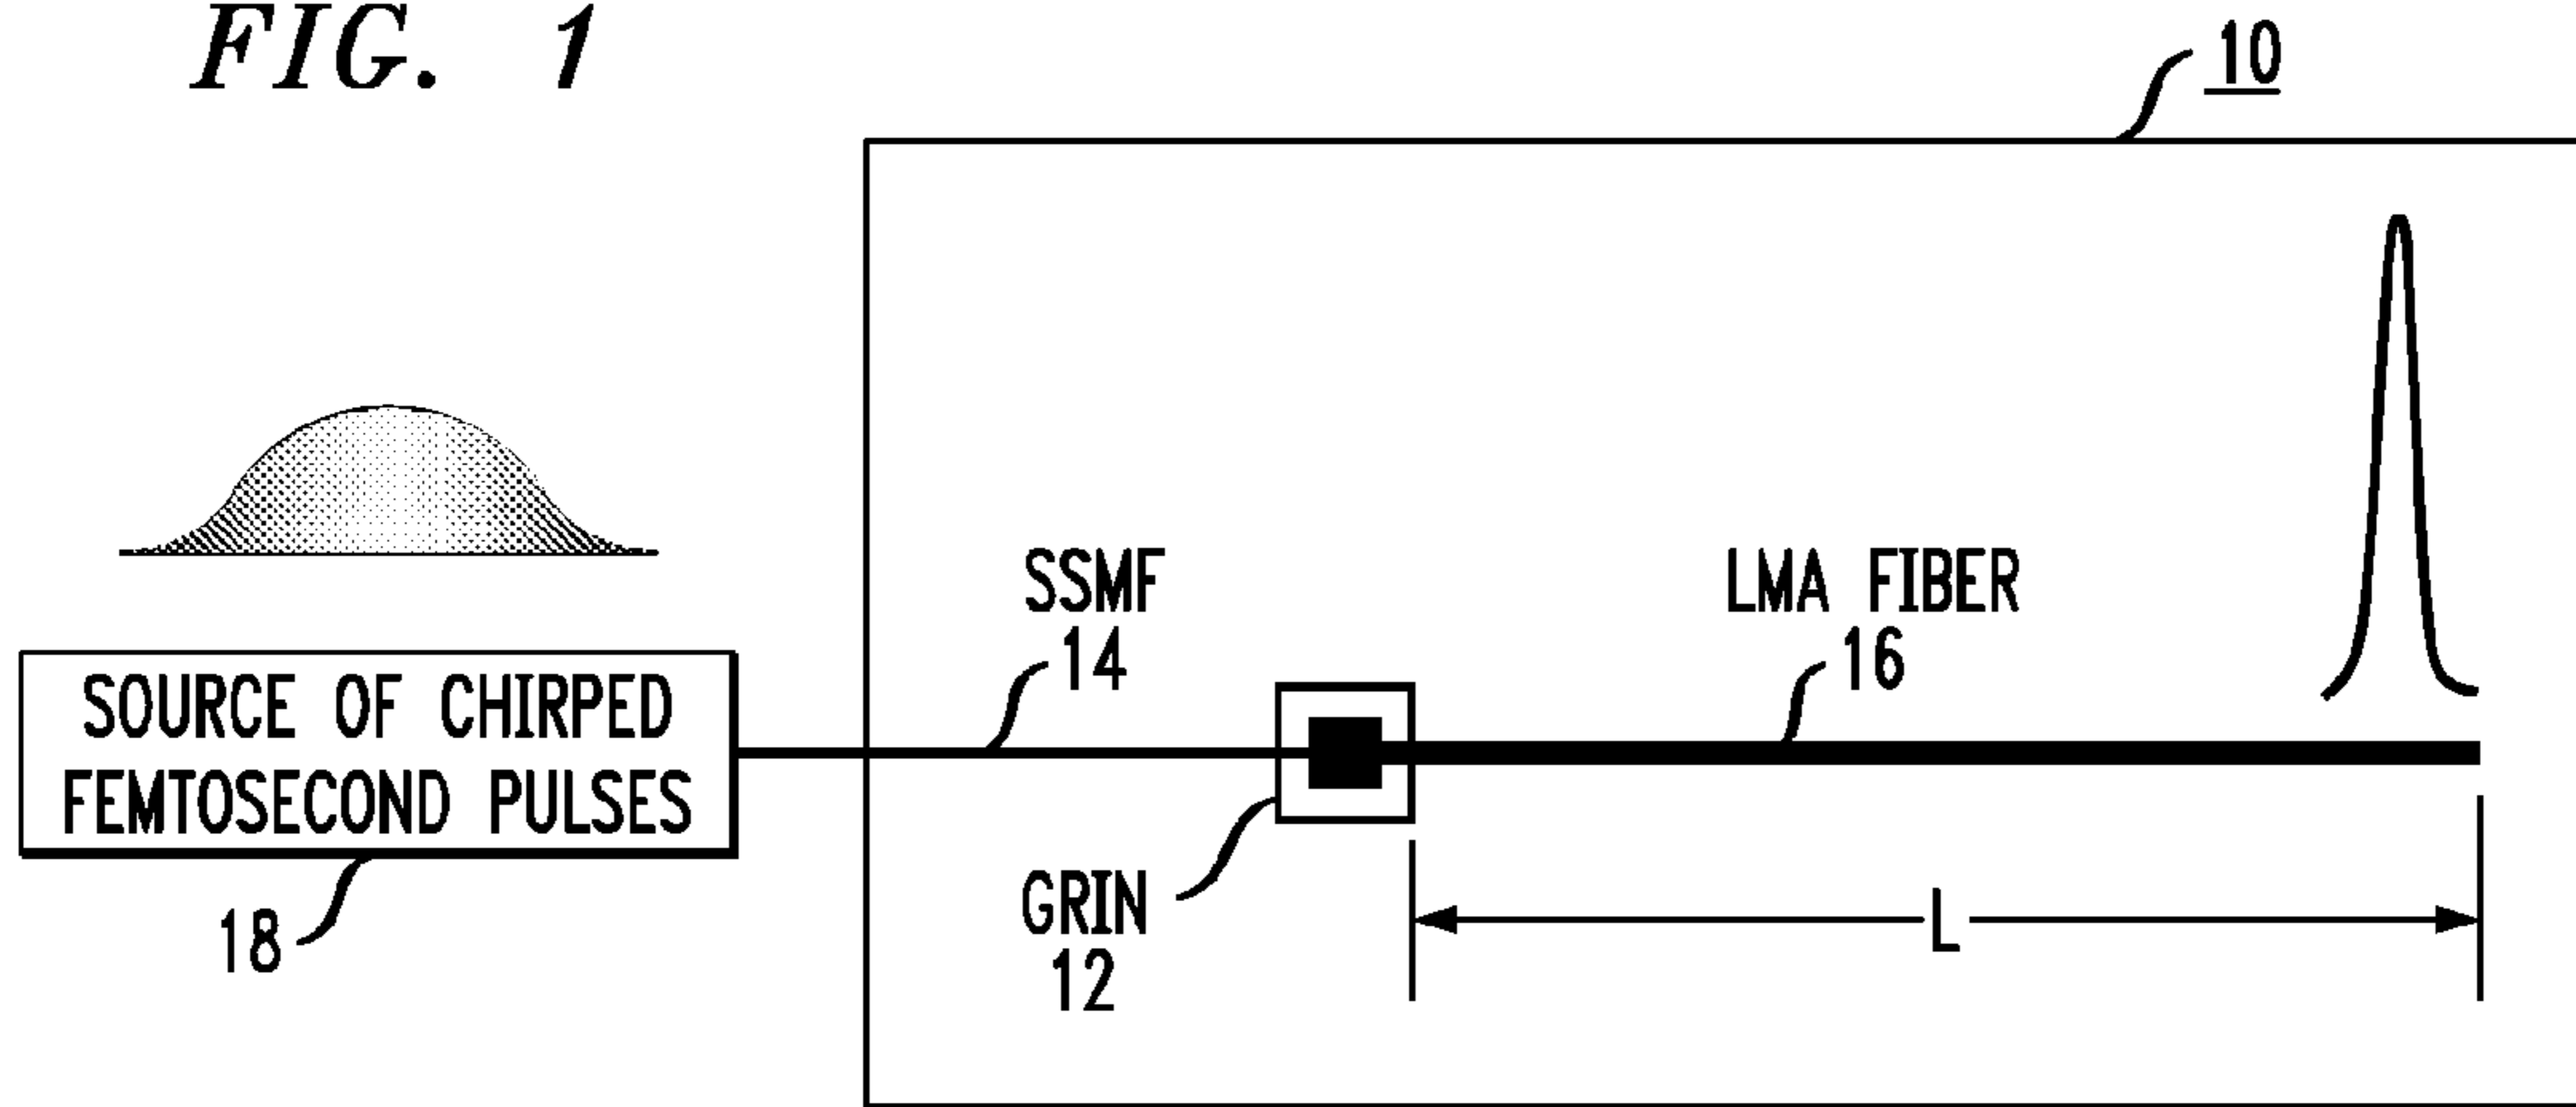 FIG. 1
10
SSMF
14
LMA FIBER
16
SOURCE OF CHIRPED
FEMTOSECOND PULSES
18
GRIN
12
L